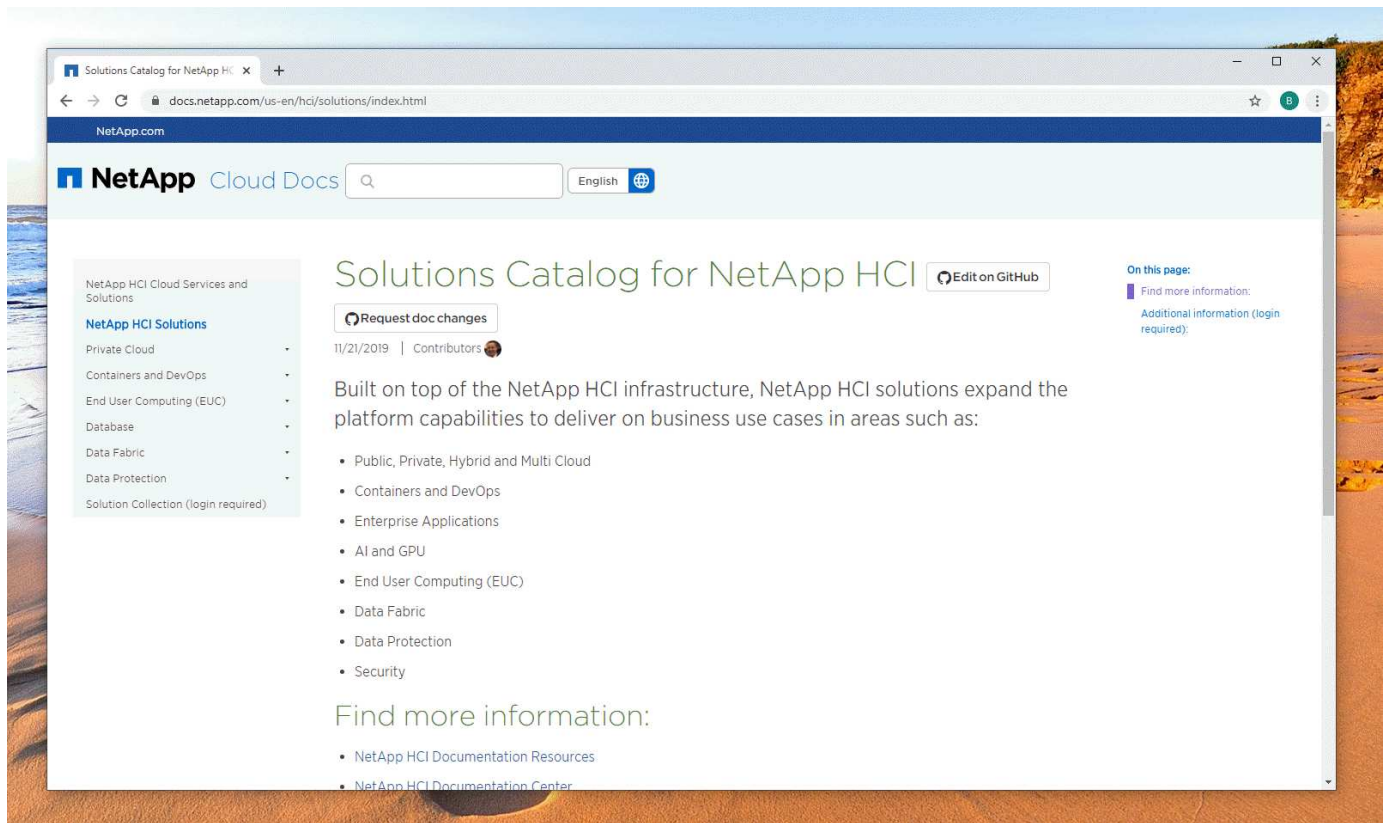 Solutions Catalog for NetApp HC
docs.netapp.com/us-en/hci/solutions/index.html
B
NetApp.com
NetApp Cloud Docs
English
NetApp HCI Cloud Services and
Solutions
NetApp HCI Solutions
Private Cloud
Containers and DevOps
End User Computing (EUC)
Database
Data Fabric
Data Protection
Solution Collection (login required)
Solutions Catalog for NetApp HCI
Edit on GitHub
Request doc changes
11/21/2019 | Contributors
Built on top of the NetApp HCI infrastructure, NetApp HCI solutions expand the
platform capabilities to deliver on business use cases in areas such as:
• Public, Private, Hybrid and Multi Cloud
• Containers and DevOps
• Enterprise Applications
• AI and GPU
• End User Computing (EUC)
• Data Fabric
• Data Protection
• Security
Find more information:
• NetApp HCI Documentation Resources
• NetApp HCI Documentation Center
On this page:
Find more information:
Additional information (login
required):